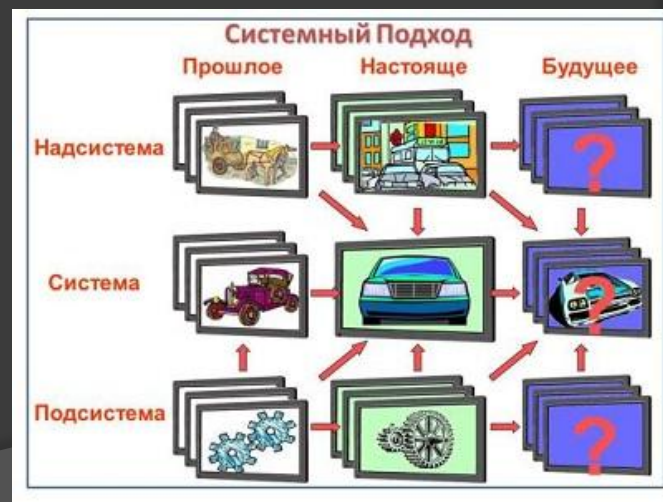 Системный Подход
Прошлое Настояще Будущее
Надсистема
?
Система
?
Подсистема
?